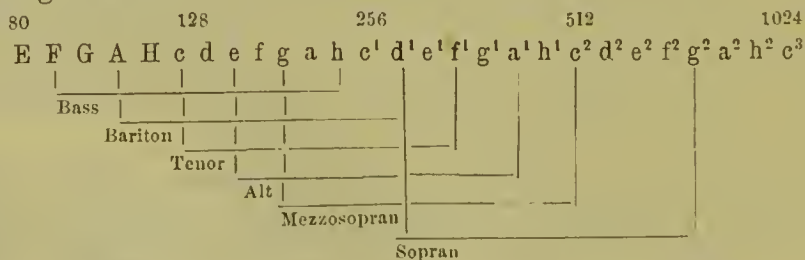 80 128 256 512 1024
E F G A H c d e f g a h c¹ d¹ e¹ f¹ g¹ a¹ h¹ c² d² e² f² g² a² h² c³
Bass
Bariton
Tenor
Alt
Mezzosopran
Sopran